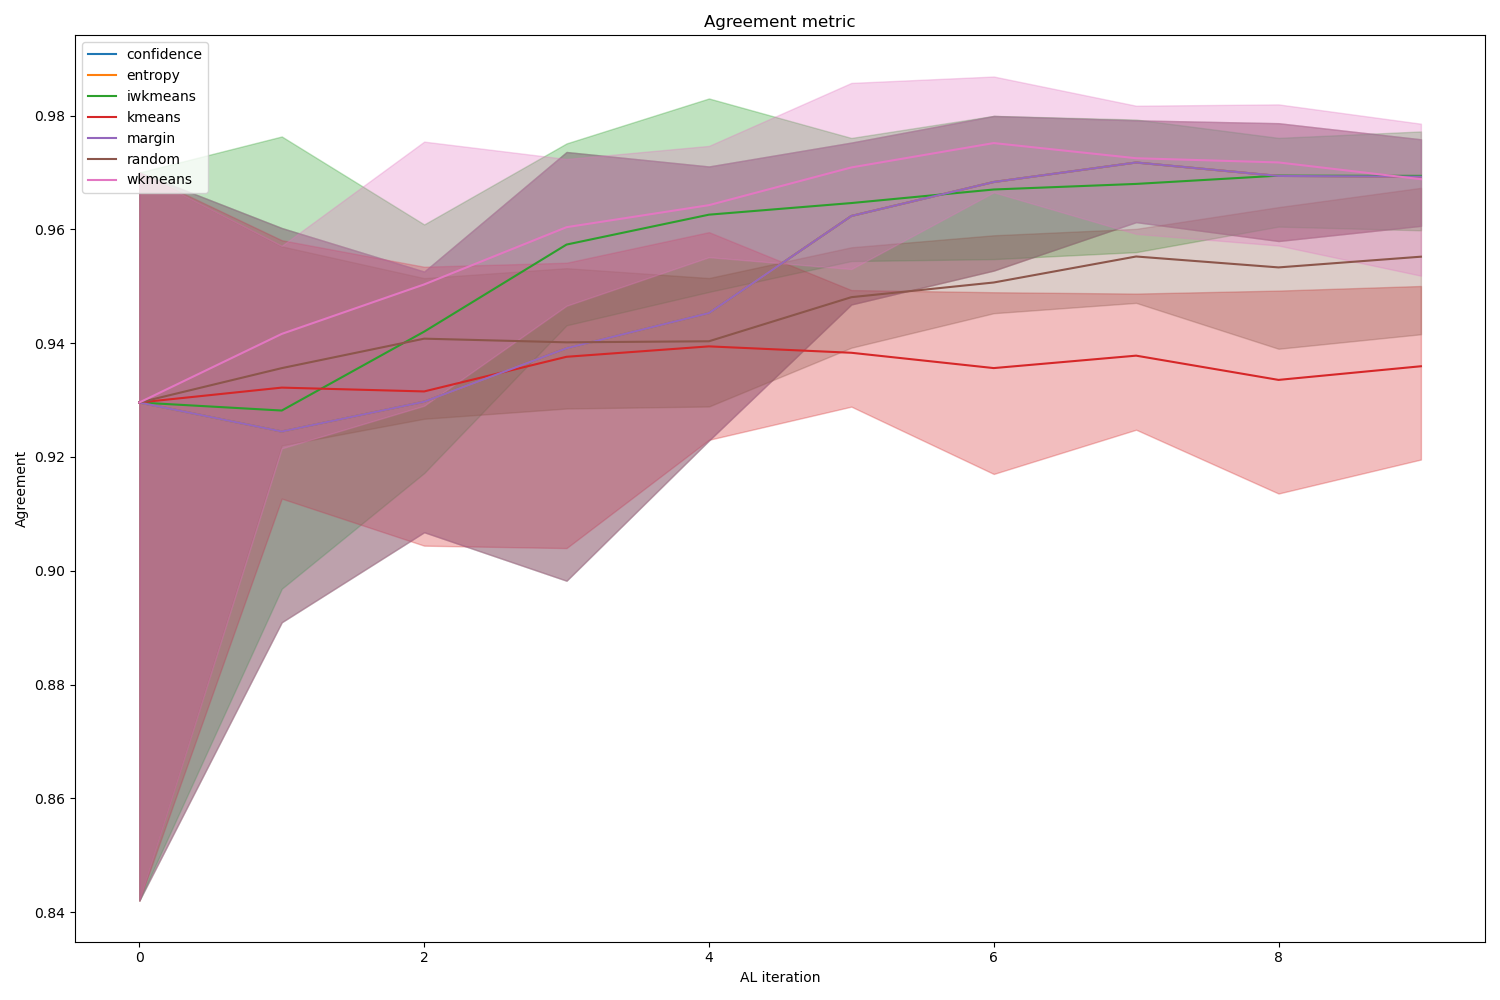 Agreement metric
confidence
entropy
iwkmeans
kmeans
margin
random
wkmeans
Agreement
0.98
0.96
0.94
0.92
0.90
0.88
0.86
0.84
0
2
4
6
8
AL iteration